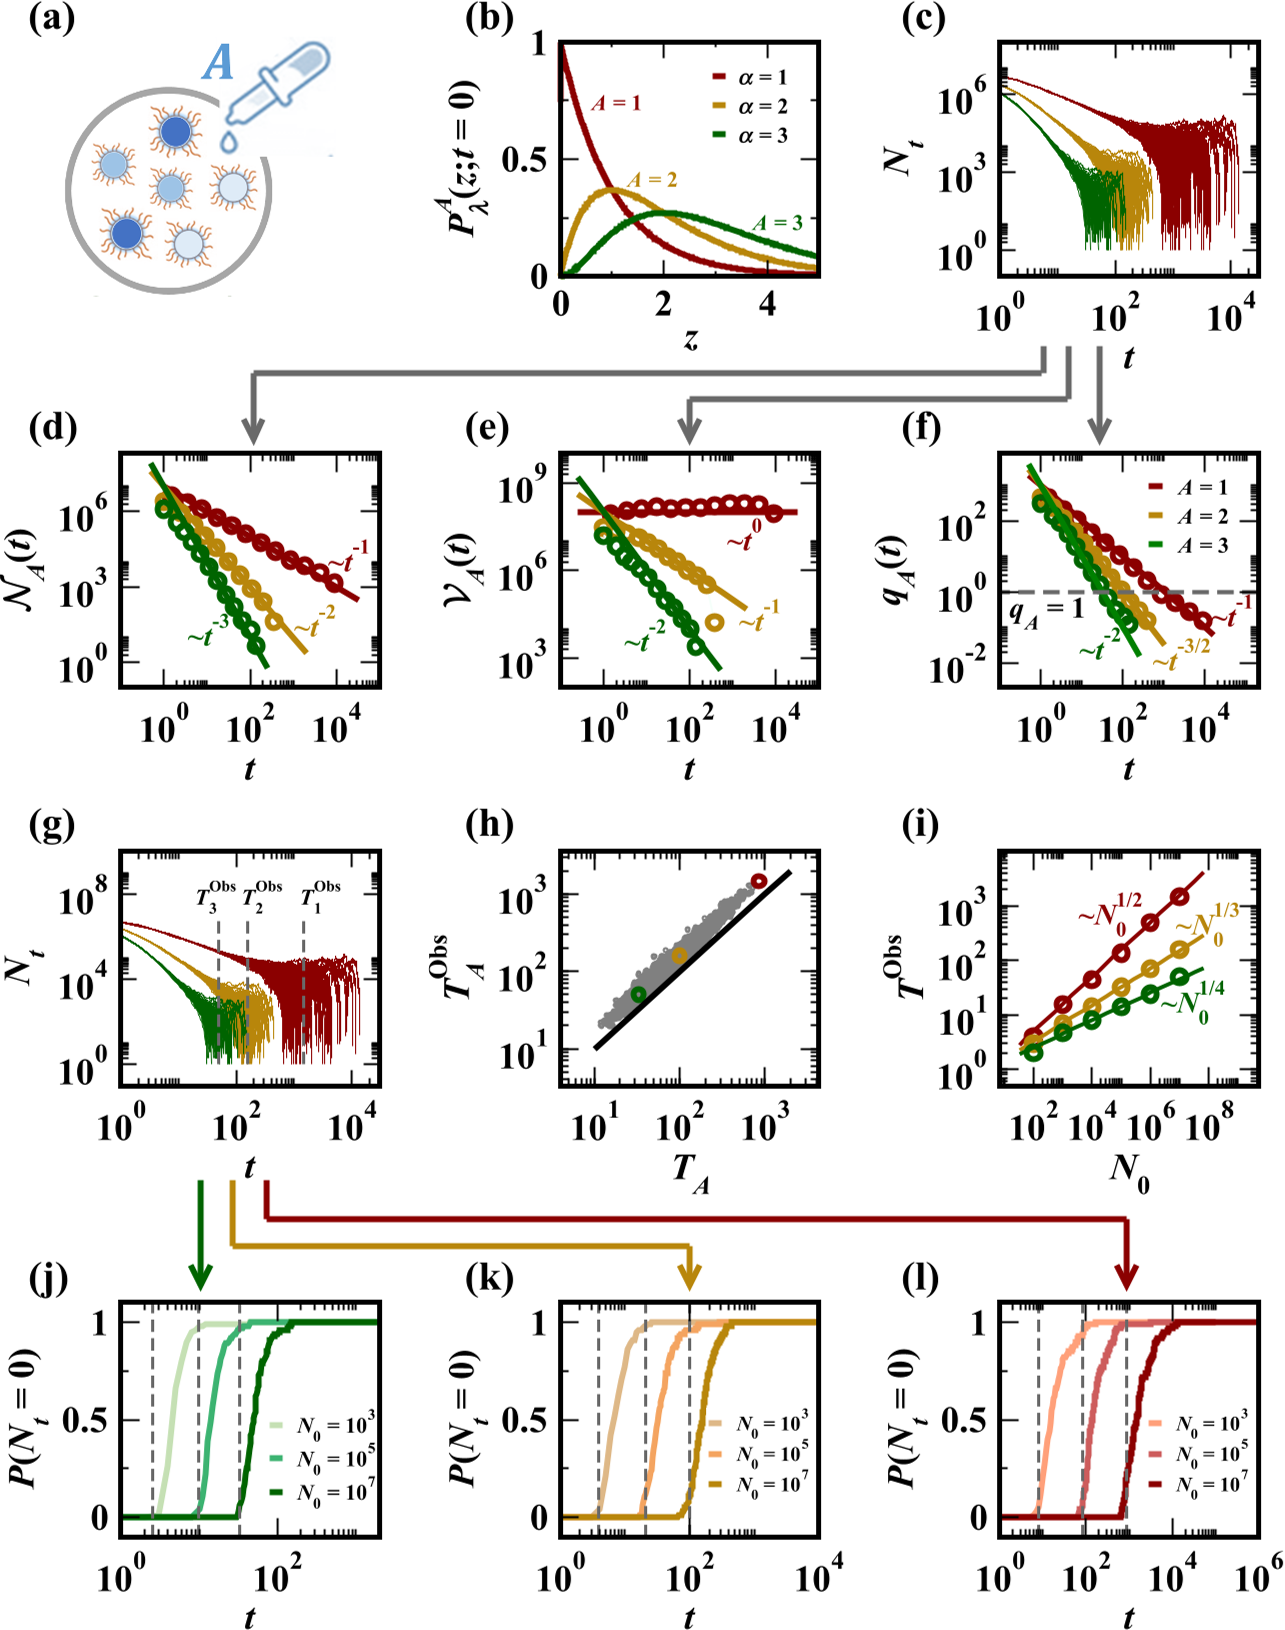 (a)
A
(b)
P_λ^A(z;t = 0)
1
0.5
0
α = 1
α = 2
α = 3
A = 1
A = 2
A = 3
0 2 4
z
(c)
N_t
10^6
10^3
10^0
10^0 10^2 10^4
t
(d)
𝒩_A(t)
10^6
10^3
10^0
~t^-1
~t^-2
~t^-3
10^0 10^2 10^4
t
(e)
𝒱_A(t)
10^9
10^6
10^3
~t^0
~t^-1
~t^-2
10^0 10^2 10^4
t
(f)
q_A(t)
10^2
10^0
10^-2
A = 1
A = 2
A = 3
q_A = 1
~t^-1
~t^-3/2
~t^-2
10^0 10^2 10^4
t
(g)
N_t
10^8
10^4
10^0
T_3^Obs T_2^Obs T_1^Obs
10^0 10^2 10^4
t
(h)
T_A^Obs
10^3
10^2
10^1
10^1 10^2 10^3
T_A
(i)
T^Obs
10^3
10^2
10^1
10^0
~N_0^1/2
~N_0^1/3
~N_0^1/4
10^2 10^4 10^6 10^8
N_0
(j)
P(N_t = 0)
1
0.5
0
N_0 = 10^3
N_0 = 10^5
N_0 = 10^7
10^0 10^2
t
(k)
P(N_t = 0)
1
0.5
0
N_0 = 10^3
N_0 = 10^5
N_0 = 10^7
10^0 10^2 10^4
t
(l)
P(N_t = 0)
1
0.5
0
N_0 = 10^3
N_0 = 10^5
N_0 = 10^7
10^0 10^2 10^4 10^6
t